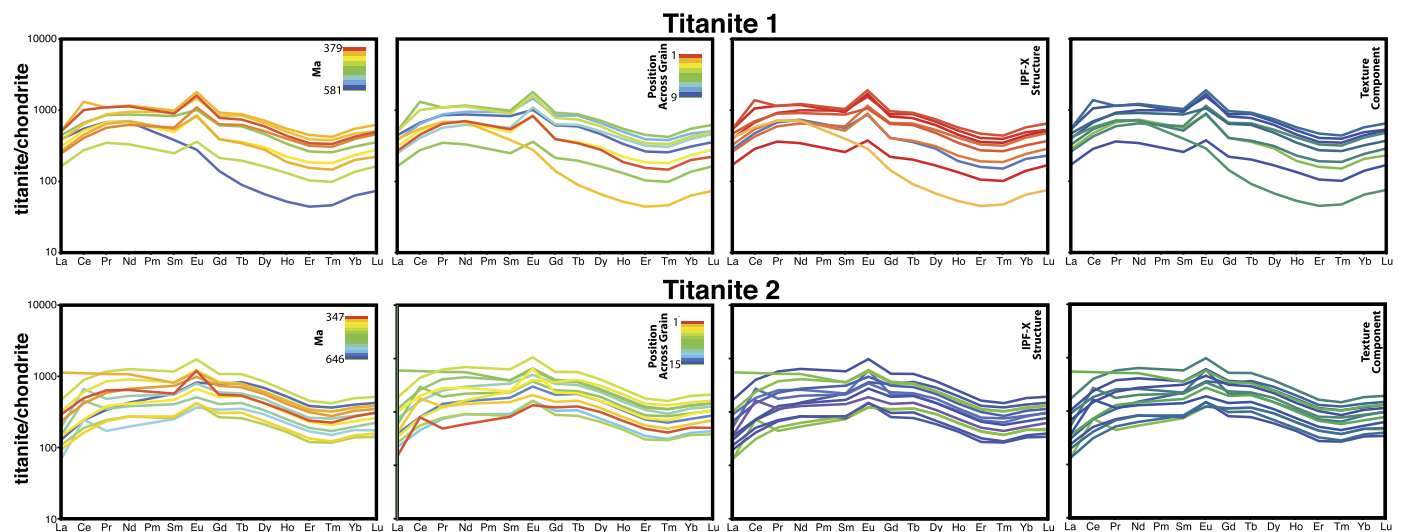 Titanite 1
titanite/chondrite
10000
1000
100
10
Ma
379
581
Position
Across Grain
1
9
IPF-X
Structure
Texture
Component
La Ce Pr Nd Pm Sm Eu Gd Tb Dy Ho Er Tm Yb Lu
La Ce Pr Nd Pm Sm Eu Gd Tb Dy Ho Er Tm Yb Lu
La Ce Pr Nd Pm Sm Eu Gd Tb Dy Ho Er Tm Yb Lu
La Ce Pr Nd Pm Sm Eu Gd Tb Dy Ho Er Tm Yb Lu
Titanite 2
titanite/chondrite
10000
1000
100
10
Ma
347
646
Position
Across Grain
1
15
IPF-X
Structure
Texture
Component
La Ce Pr Nd Pm Sm Eu Gd Tb Dy Ho Er Tm Yb Lu
La Ce Pr Nd Pm Sm Eu Gd Tb Dy Ho Er Tm Yb Lu
La Ce Pr Nd Pm Sm Eu Gd Tb Dy Ho Er Tm Yb Lu
La Ce Pr Nd Pm Sm Eu Gd Tb Dy Ho Er Tm Yb Lu